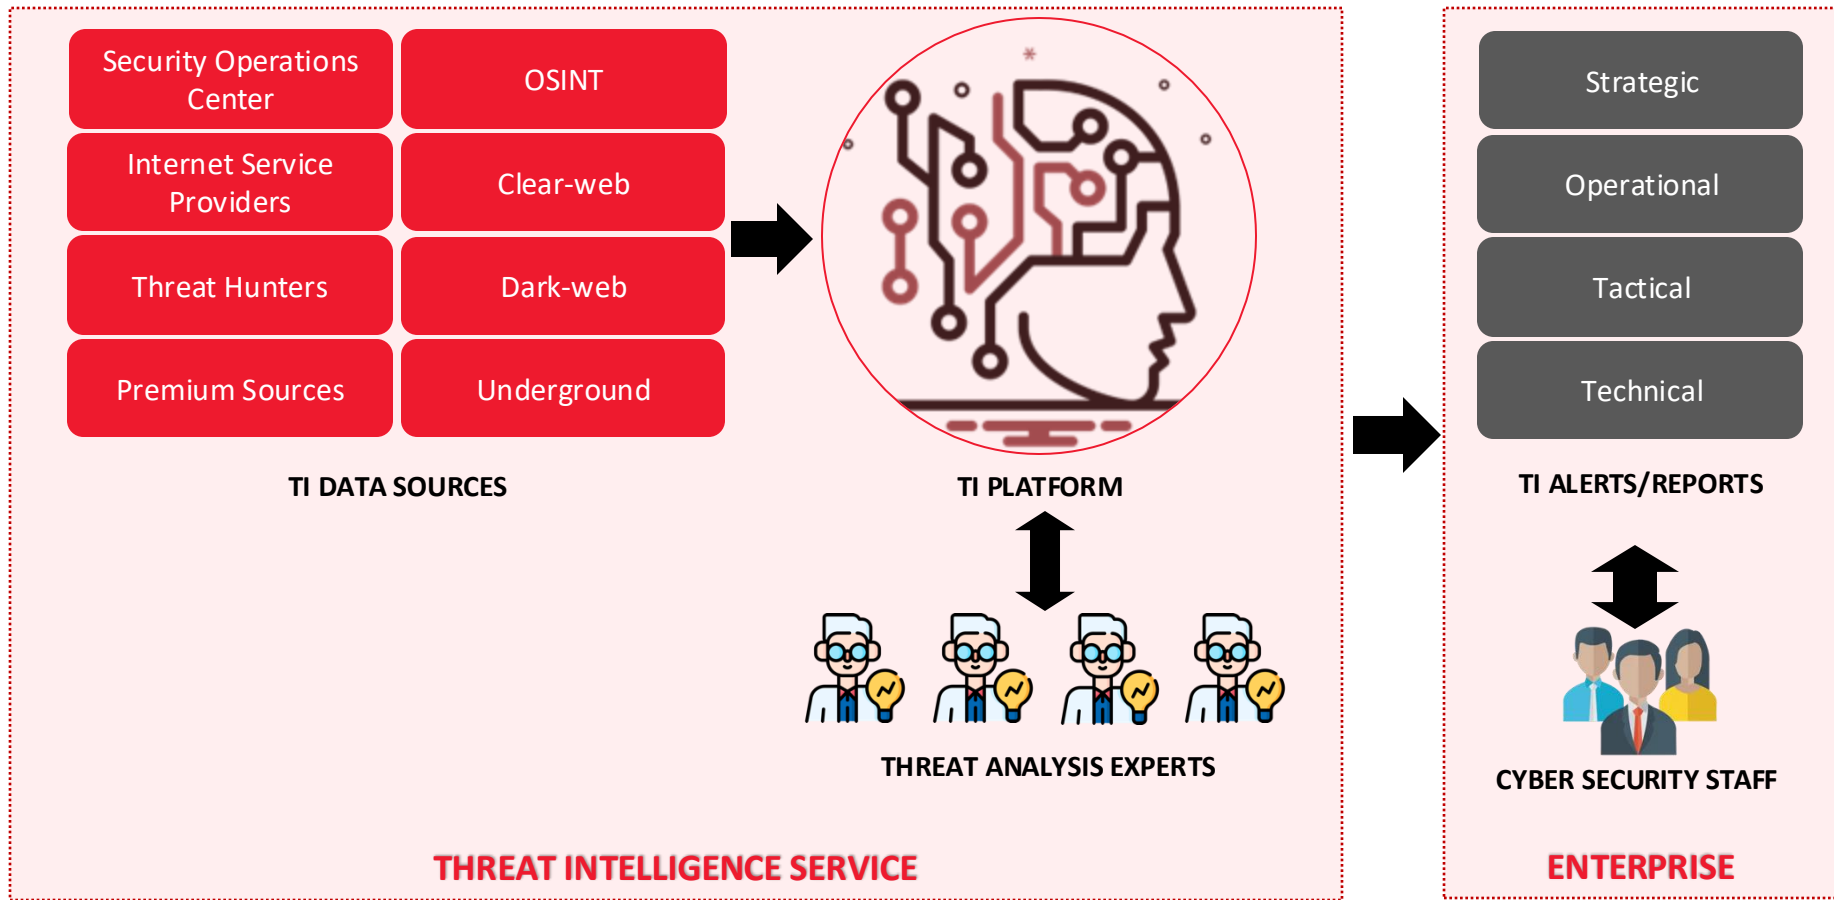 Security Operations
Center
OSINT
Internet Service
Providers
Clear-web
Threat Hunters
Dark-web
Premium Sources
Underground
TI DATA SOURCES
TI PLATFORM
THREAT ANALYSIS EXPERTS
THREAT INTELLIGENCE SERVICE
Strategic
Operational
Tactical
Technical
TI ALERTS/REPORTS
CYBER SECURITY STAFF
ENTERPRISE